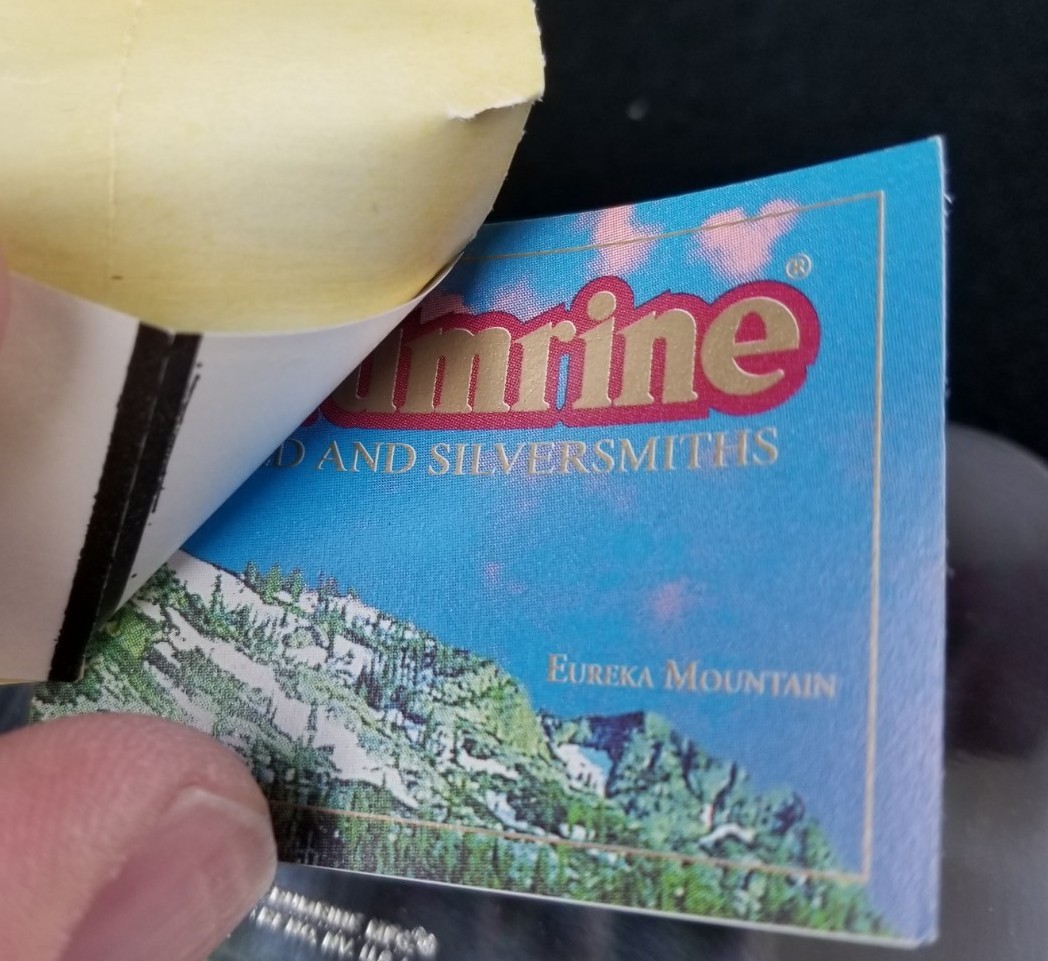 umrine®
D AND SILVERSMITHS
EUREKA MOUNTAIN